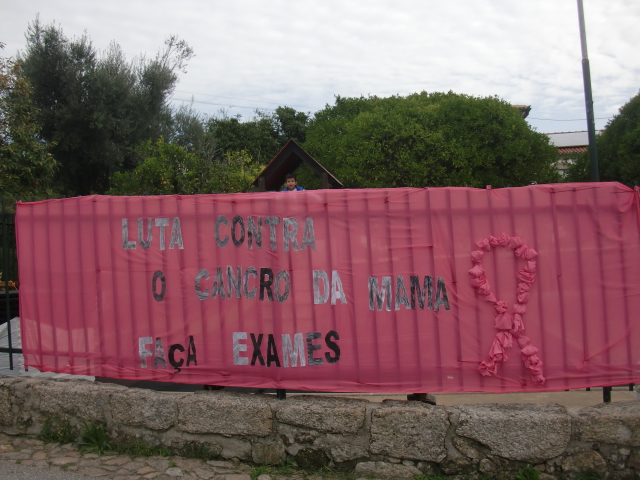 LUTA CONTRA
O CANCRO DA MAMA
FAÇA EXAMES